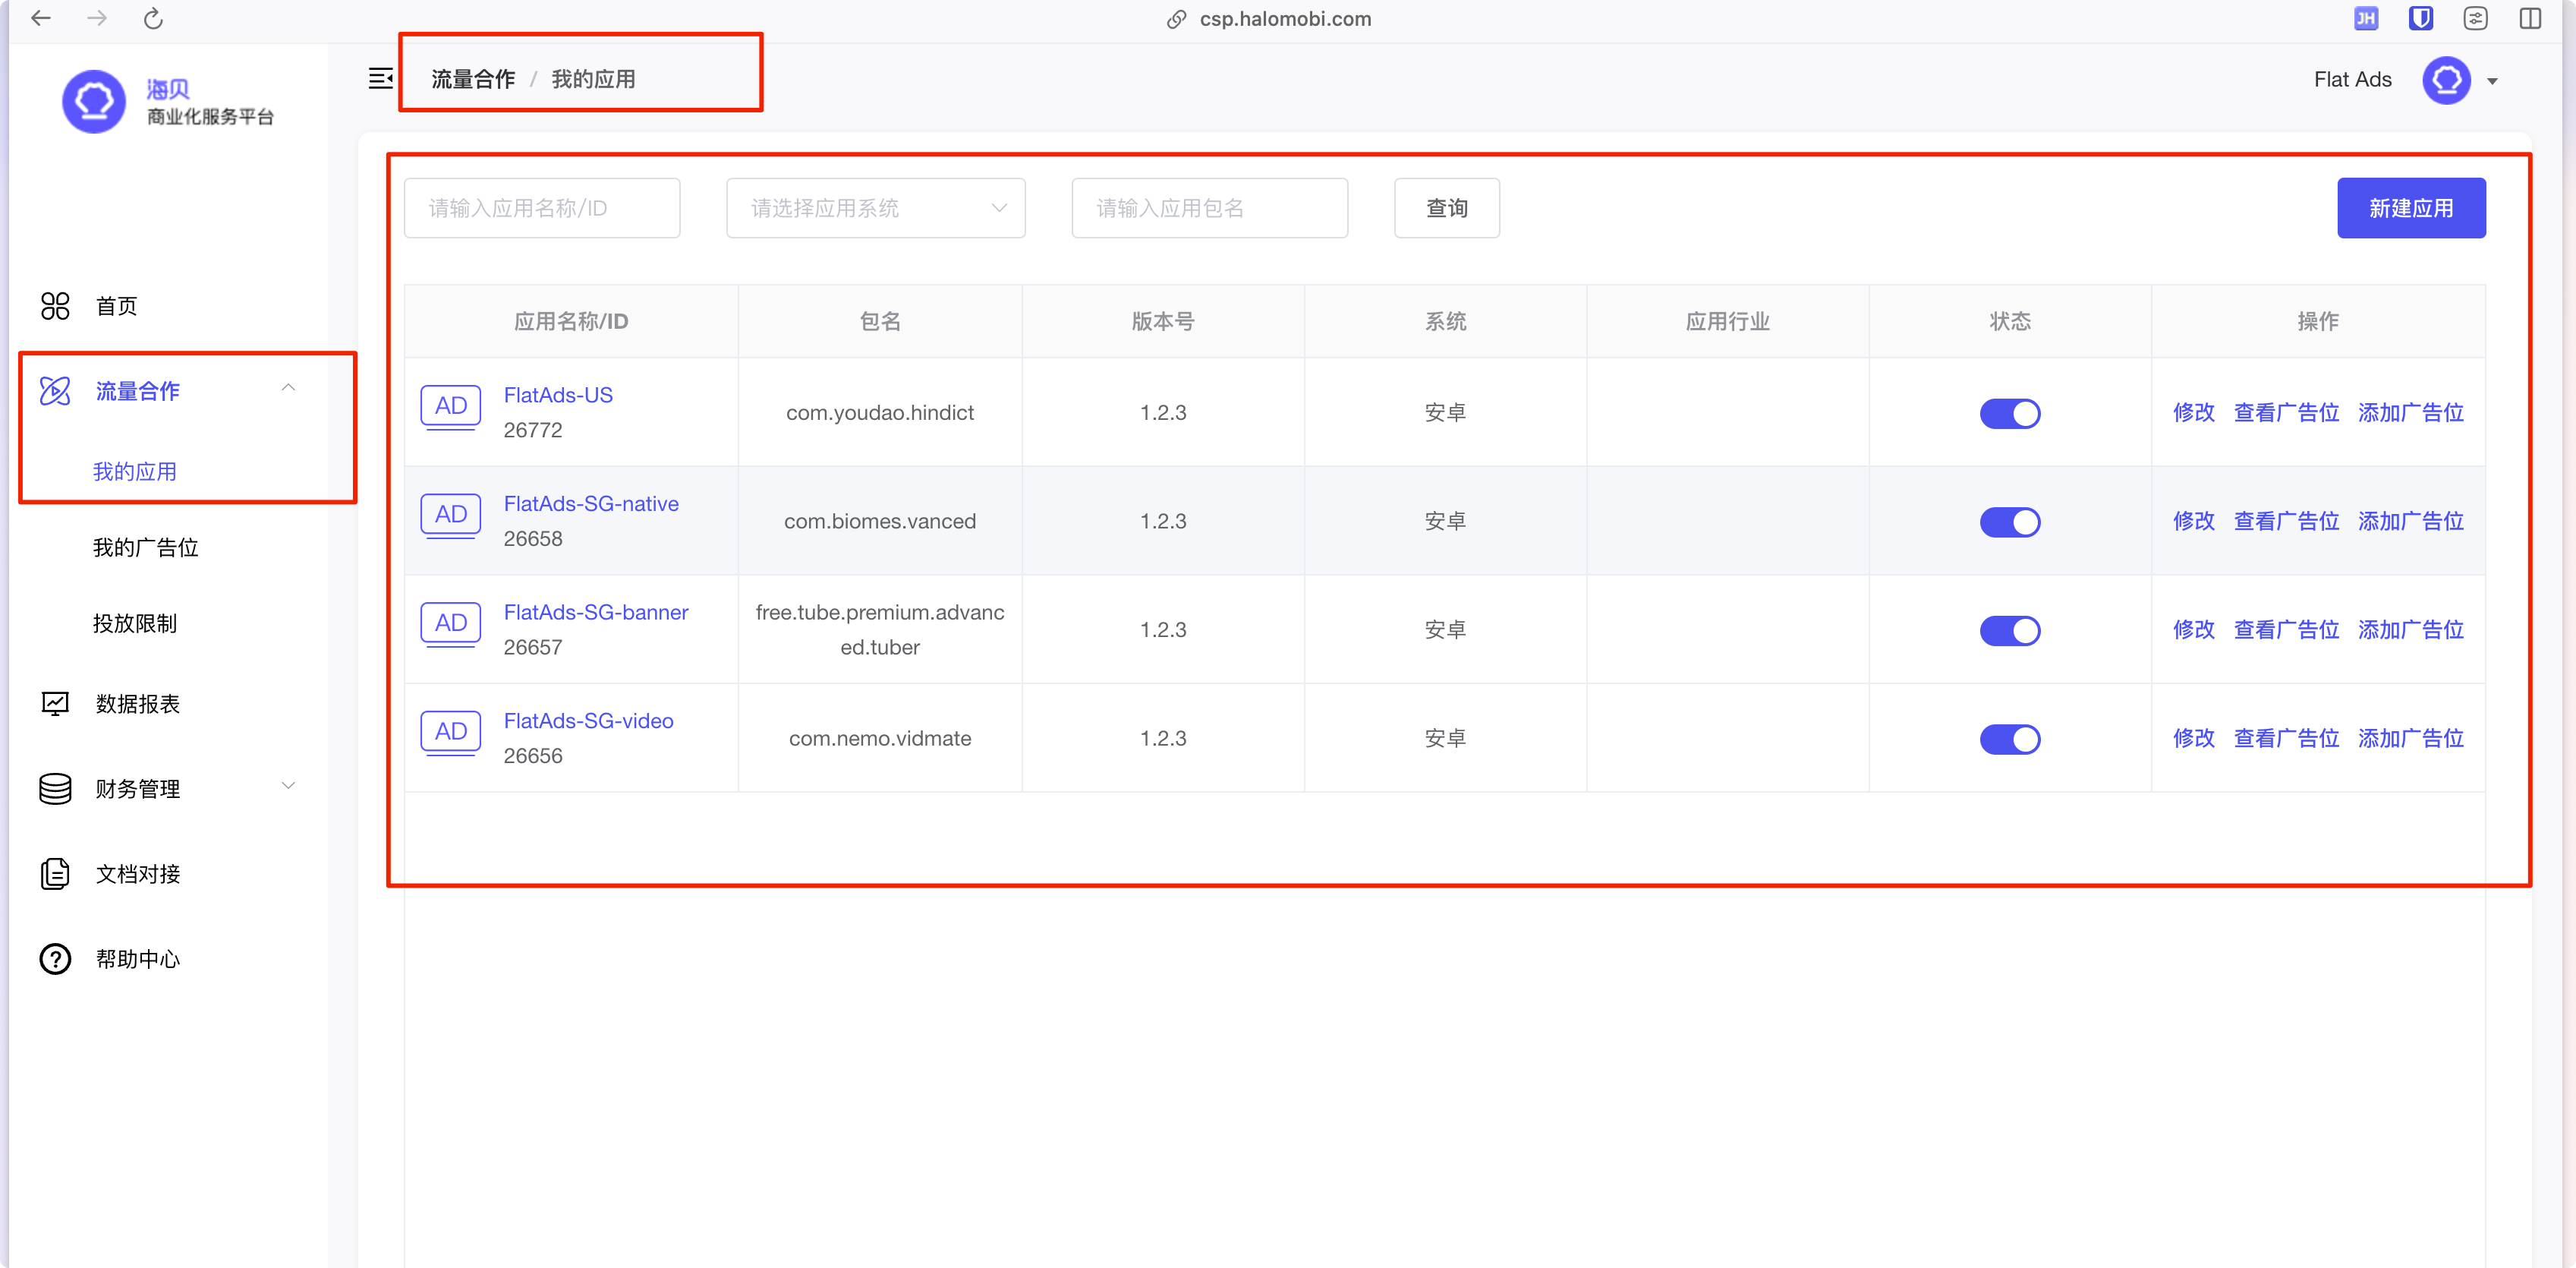 csp.halomobi.com
JH
海贝
商业化服务平台
流量合作 / 我的应用
Flat Ads
首页
流量合作
我的应用
我的广告位
投放限制
数据报表
财务管理
文档对接
帮助中心
请输入应用名称/ID 请选择应用系统 请输入应用包名 查询 新建应用
应用名称/ID 包名 版本号 系统 应用行业 状态 操作
AD FlatAds-US
26772
com.youdao.hindict 1.2.3 安卓 修改 查看广告位 添加广告位
AD FlatAds-SG-native
26658
com.biomes.vanced 1.2.3 安卓 修改 查看广告位 添加广告位
AD FlatAds-SG-banner
26657
free.tube.premium.advanc
ed.tuber
1.2.3 安卓 修改 查看广告位 添加广告位
AD FlatAds-SG-video
26656
com.nemo.vidmate 1.2.3 安卓 修改 查看广告位 添加广告位